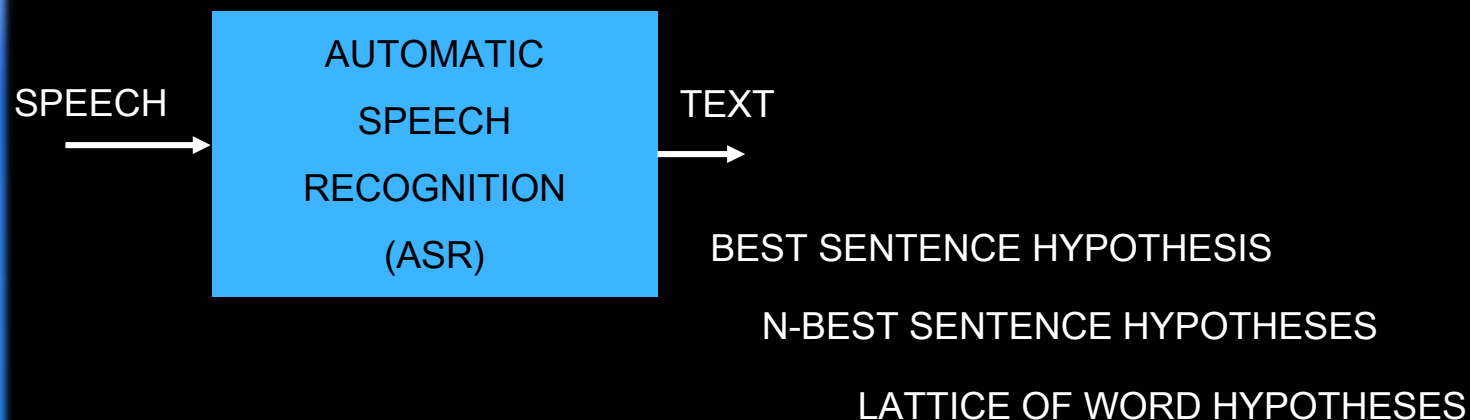 SPEECH
AUTOMATIC
SPEECH
RECOGNITION
(ASR)
TEXT
BEST SENTENCE HYPOTHESIS
N-BEST SENTENCE HYPOTHESES
LATTICE OF WORD HYPOTHESES